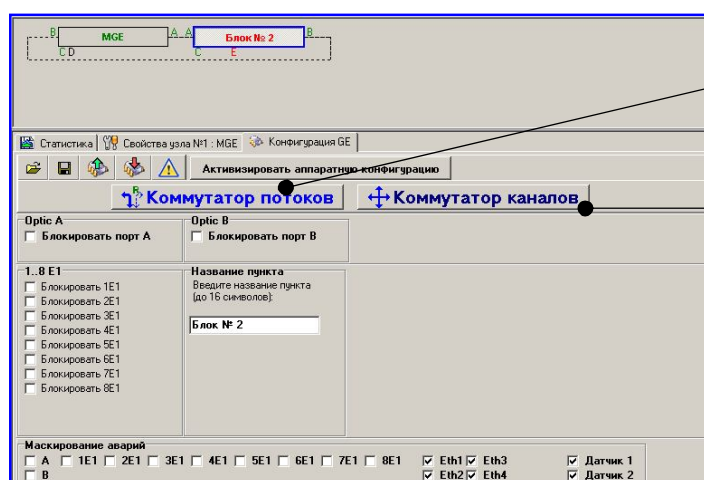 B MGE A A Блок № 2 B
C D C E
Статистика Свойства узла №1 : MGE Конфигурация GE
Активизировать аппаратную конфигурацию
R Коммутатор потоков Коммутатор каналов
Optic A Optic B
Блокировать порт A Блокировать порт B
1..8 E1 Название пункта
Блокировать 1E1 Введите название пункта
Блокировать 2E1 (до 16 символов):
Блокировать 3E1
Блокировать 4E1 Блок № 2
Блокировать 5E1
Блокировать 6E1
Блокировать 7E1
Блокировать 8E1
Маскирование аварий
A 1E1 2E1 3E1 4E1 5E1 6E1 7E1 8E1 Eth1 Eth3 Датчик 1
B Eth2 Eth4 Датчик 2